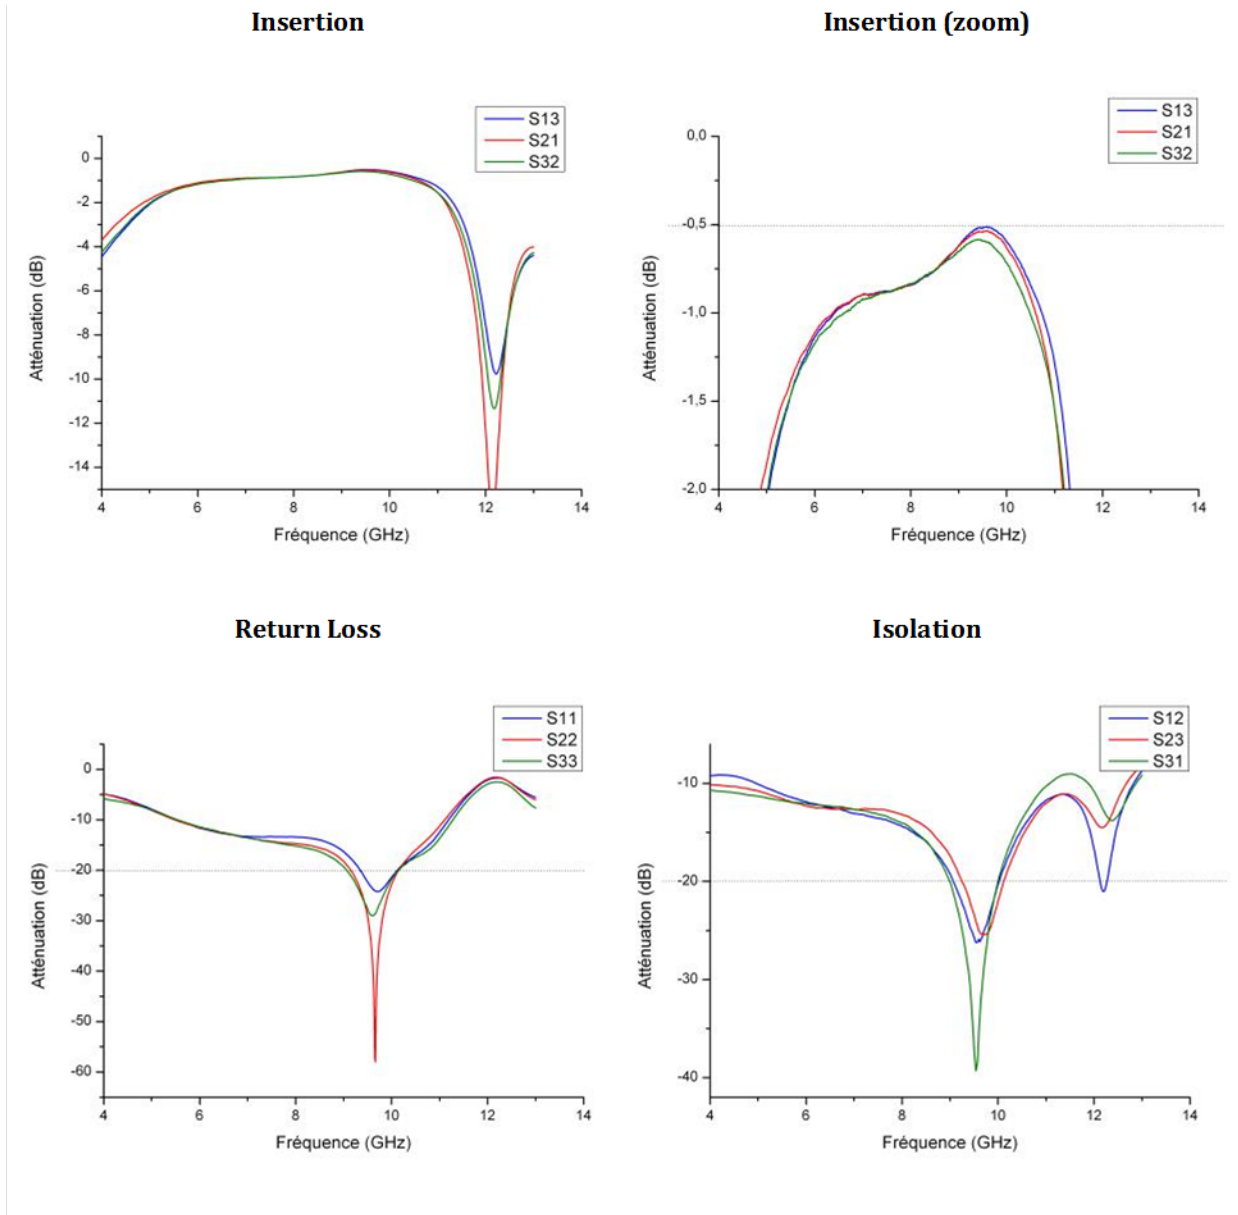 Insertion
S13
S21
S32
0
-2
-4
-6
-8
-10
-12
-14
4 6 8 10 12 14
Atténuation (dB)
Fréquence (GHz)
Insertion (zoom)
S13
S21
S32
0.0
-0.5
-1.0
-1.5
-2.0
4 6 8 10 12 14
Atténuation (dB)
Fréquence (GHz)
Return Loss
S11
S22
S33
0
-10
-20
-30
-40
-50
-60
4 6 8 10 12 14
Atténuation (dB)
Fréquence (GHz)
Isolation
S12
S23
S31
-10
-20
-30
-40
4 6 8 10 12 14
Atténuation (dB)
Fréquence (GHz)